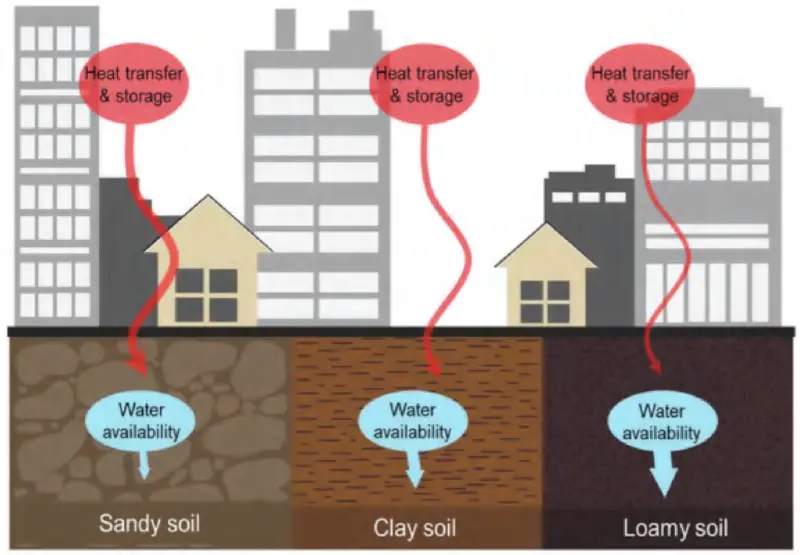 Heat transfer
& storage
Heat transfer
& storage
Heat transfer
& storage
Water
availability
Water
availability
Water
availability
Sandy soil
Clay soil
Loamy soil